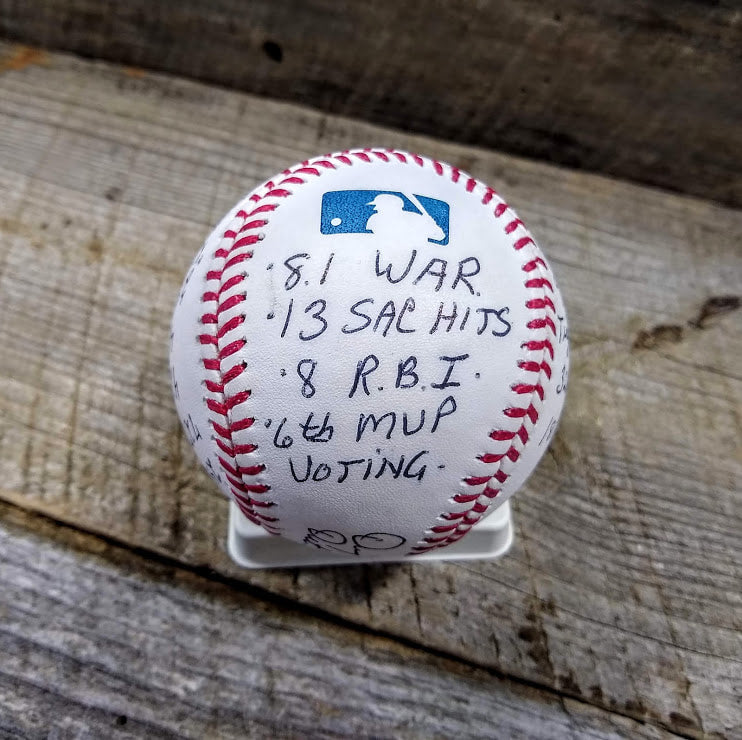 ·8.1 WAR.
·13 SAC HITS
·8 R.B.I.
·6th MVP
VOTING.